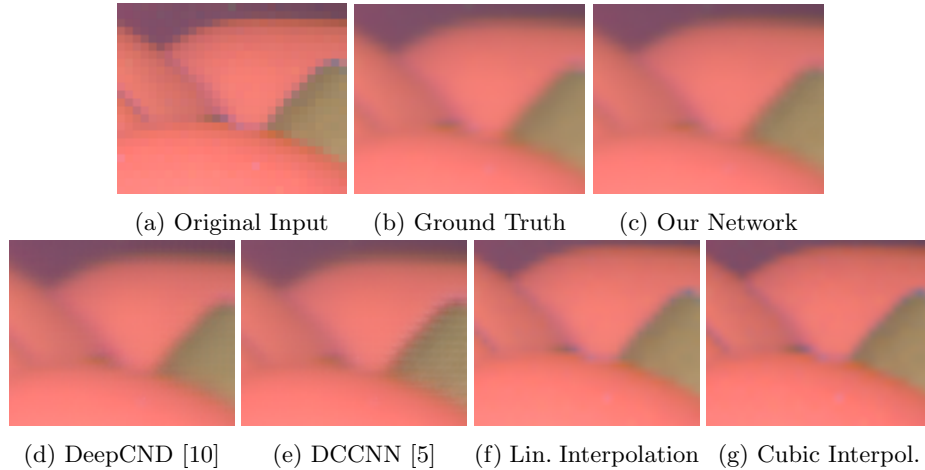 (a) Original Input
(b) Ground Truth
(c) Our Network
(d) DeepCND [10]
(e) DCCNN [5]
(f) Lin. Interpolation
(g) Cubic Interpol.